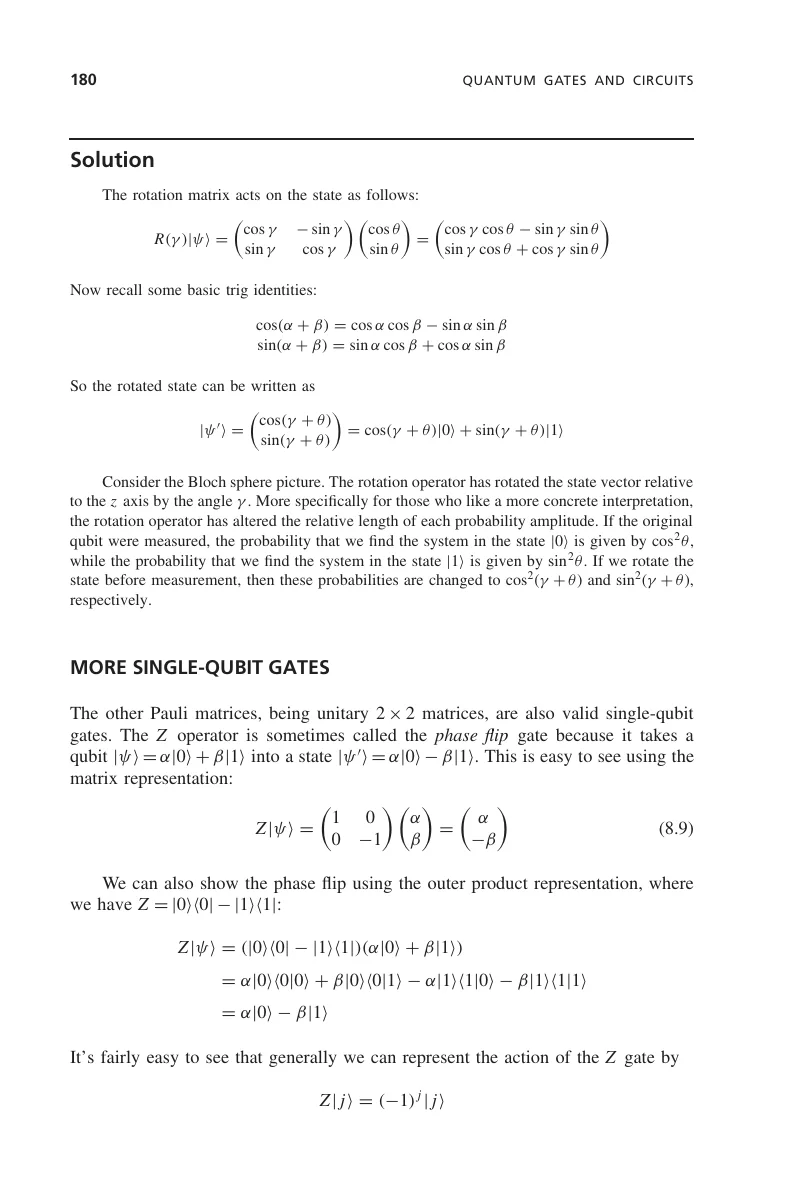 180 QUANTUM GATES AND CIRCUITS
Solution
The rotation matrix acts on the state as follows:
R(γ)|ψ⟩ = (cos γ − sin γ; sin γ cos γ) (cos θ; sin θ) = (cos γ cos θ − sin γ sin θ; sin γ cos θ + cos γ sin θ)
Now recall some basic trig identities:
cos(α + β) = cos α cos β − sin α sin β
sin(α + β) = sin α cos β + cos α sin β
So the rotated state can be written as
|ψ′⟩ = (cos(γ + θ); sin(γ + θ)) = cos(γ + θ)|0⟩ + sin(γ + θ)|1⟩
Consider the Bloch sphere picture. The rotation operator has rotated the state vector relative
to the z axis by the angle γ. More specifically for those who like a more concrete interpretation,
the rotation operator has altered the relative length of each probability amplitude. If the original
qubit were measured, the probability that we find the system in the state |0⟩ is given by cos²θ,
while the probability that we find the system in the state |1⟩ is given by sin²θ. If we rotate the
state before measurement, then these probabilities are changed to cos²(γ + θ) and sin²(γ + θ),
respectively.
MORE SINGLE-QUBIT GATES
The other Pauli matrices, being unitary 2 × 2 matrices, are also valid single-qubit
gates. The Z operator is sometimes called the phase flip gate because it takes a
qubit |ψ⟩ = α|0⟩ + β|1⟩ into a state |ψ′⟩ = α|0⟩ − β|1⟩. This is easy to see using the
matrix representation:
Z|ψ⟩ = (1 0; 0 −1) (α; β) = (α; −β) (8.9)
We can also show the phase flip using the outer product representation, where
we have Z = |0⟩⟨0| − |1⟩⟨1|:
Z|ψ⟩ = (|0⟩⟨0| − |1⟩⟨1|)(α|0⟩ + β|1⟩)
= α|0⟩⟨0|0⟩ + β|0⟩⟨0|1⟩ − α|1⟩⟨1|0⟩ − β|1⟩⟨1|1⟩
= α|0⟩ − β|1⟩
It's fairly easy to see that generally we can represent the action of the Z gate by
Z|j⟩ = (−1)ʲ|j⟩